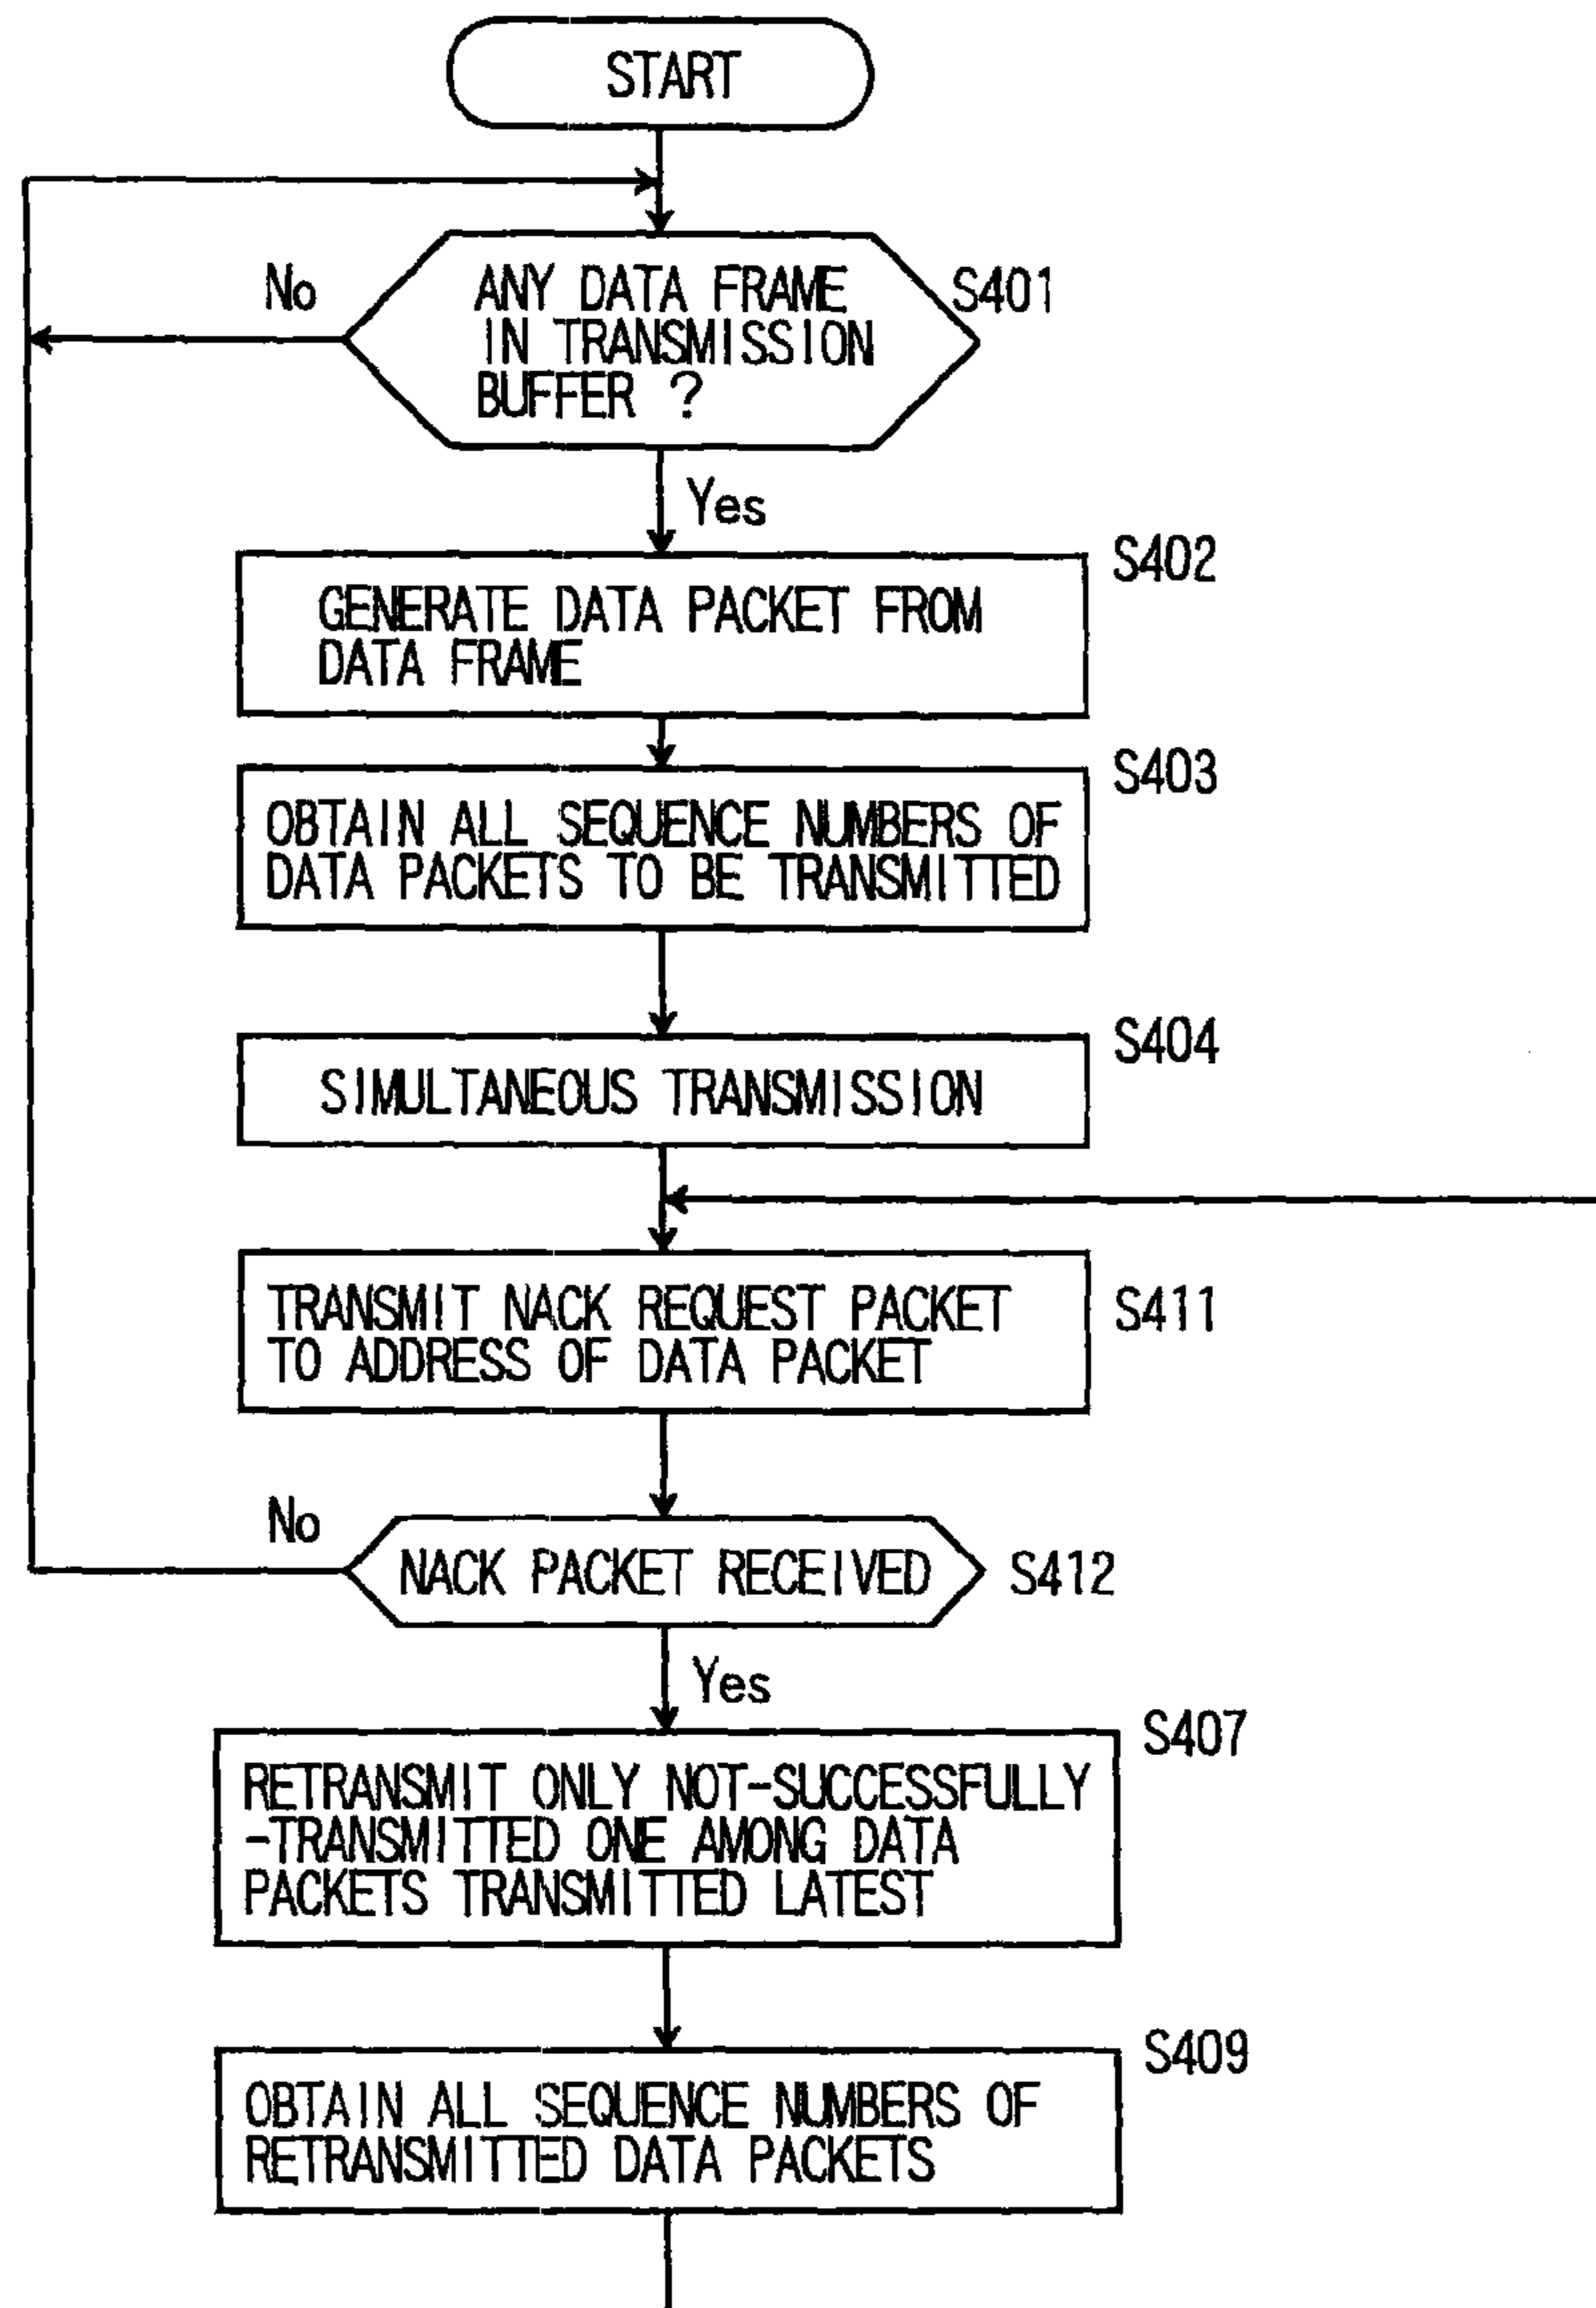 START
No
ANY DATA FRAME
IN TRANSMISSION
BUFFER ?
S401
Yes
S402
GENERATE DATA PACKET FROM
DATA FRAME
S403
OBTAIN ALL SEQUENCE NUMBERS OF
DATA PACKETS TO BE TRANSMITTED
S404
SIMULTANEOUS TRANSMISSION
TRANSMIT NACK REQUEST PACKET
TO ADDRESS OF DATA PACKET
S411
No
NACK PACKET RECEIVED
S412
Yes
S407
RETRANSMIT ONLY NOT-SUCCESSFULLY
-TRANSMITTED ONE AMONG DATA
PACKETS TRANSMITTED LATEST
S409
OBTAIN ALL SEQUENCE NUMBERS OF
RETRANSMITTED DATA PACKETS